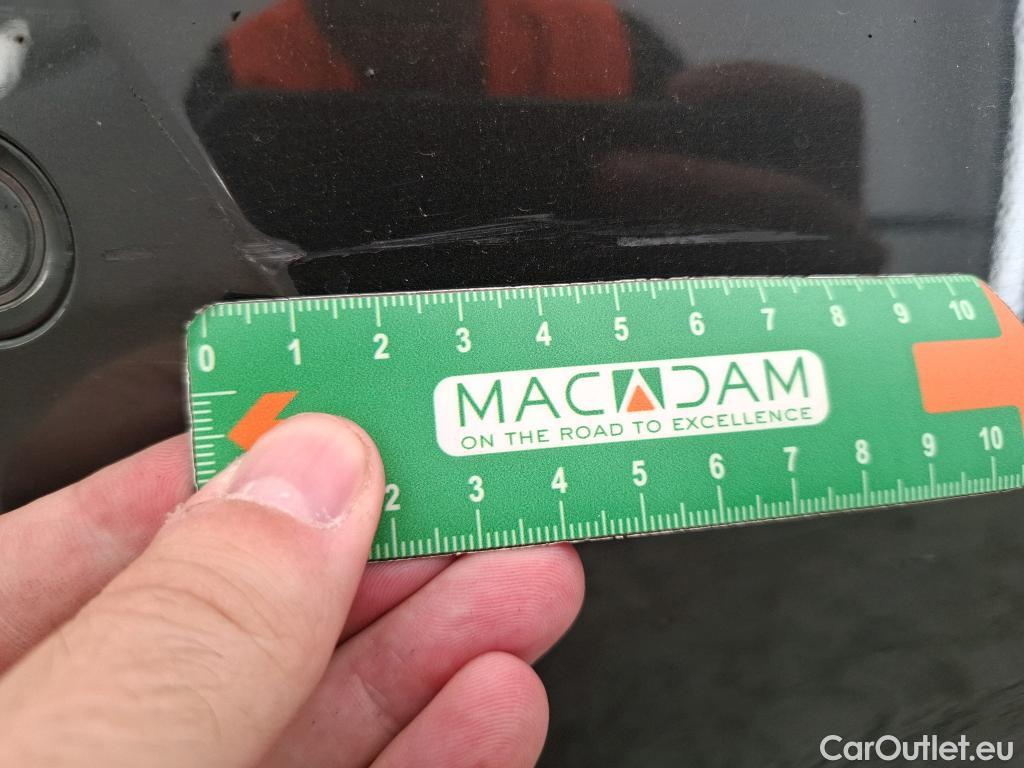 0 1 2 3 4 5 6 7 8 9 10
MACADAM
ON THE ROAD TO EXCELLENCE
2 3 4 5 6 7 8 9 10
CarOutlet.eu